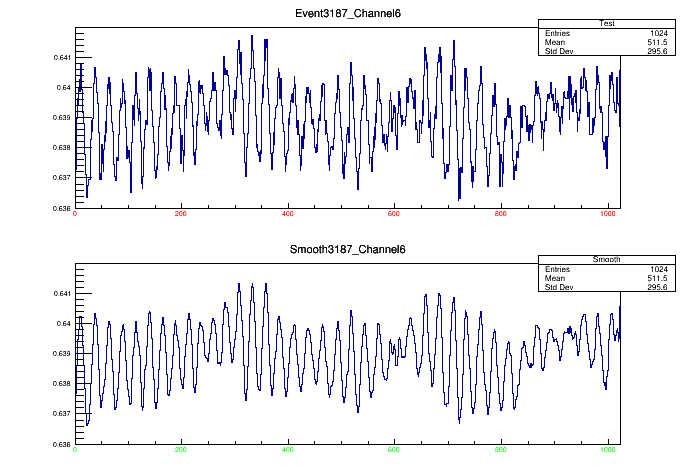 Event3187_Channel6
Test
Entries 1024
Mean 511.5
Std Dev 295.6
0.641
0.64
0.639
0.638
0.637
0.636
0 200 400 600 800 1000
Smooth3187_Channel6
Smooth
Entries 1024
Mean 511.5
Std Dev 295.6
0.641
0.64
0.639
0.638
0.637
0.636
0 200 400 600 800 1000